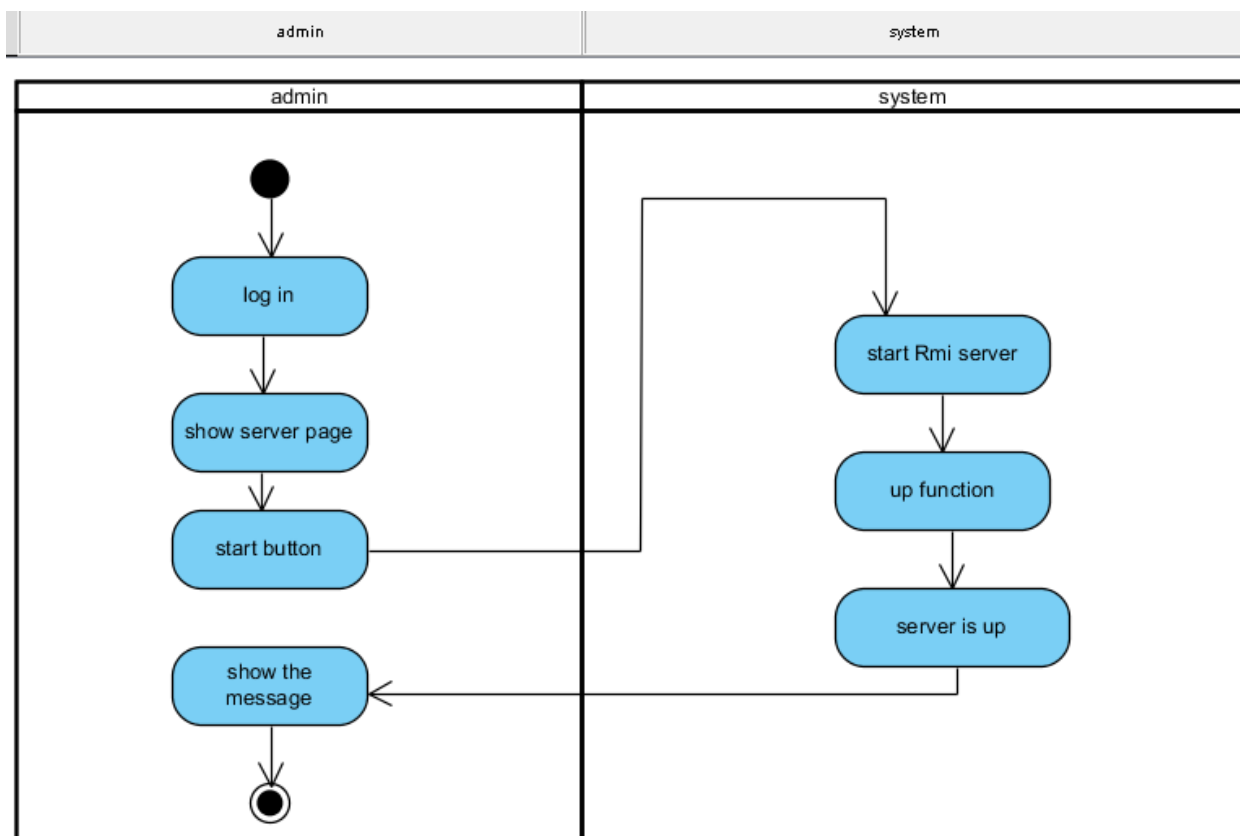 admin
system
admin
system
log in
show server page
start button
show the
message
start Rmi server
up function
server is up